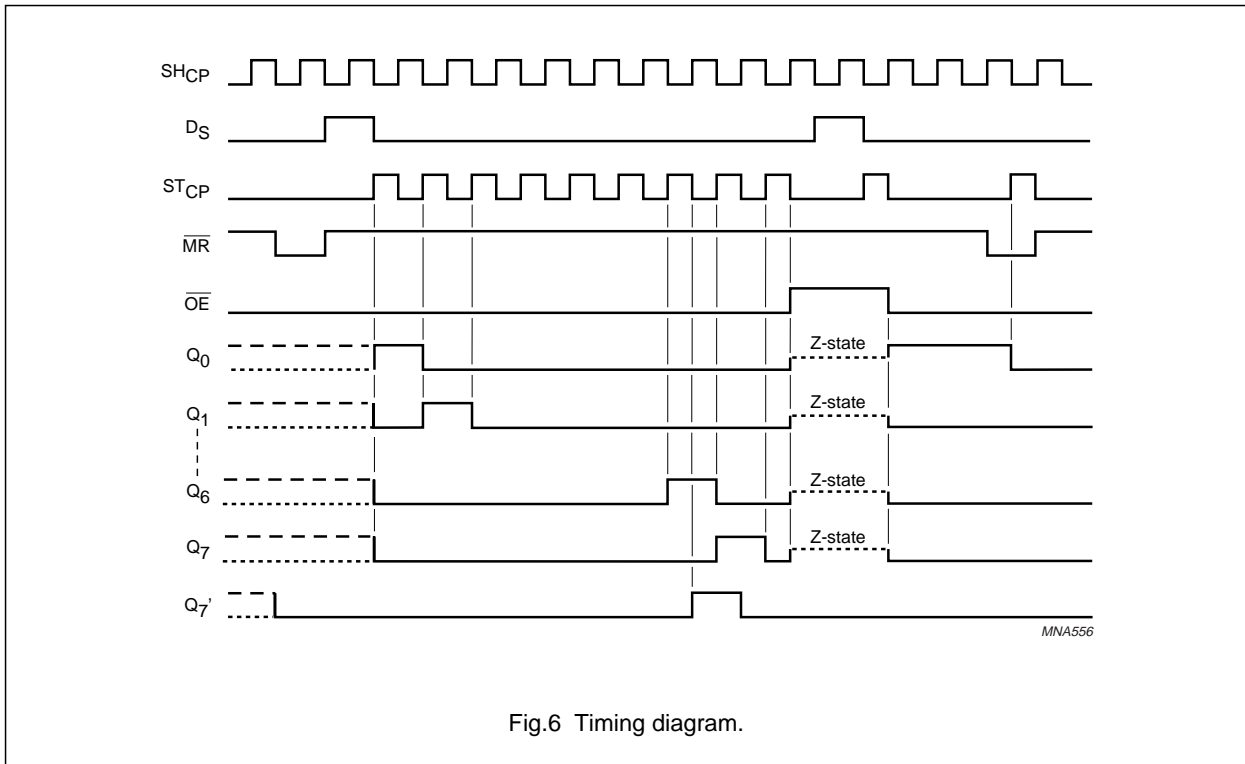 SHCP
DS
STCP
MR
OE
Q0
Z-state
Q1
Z-state
Q6
Z-state
Q7
Z-state
Q7’
MNA556
Fig.6 Timing diagram.